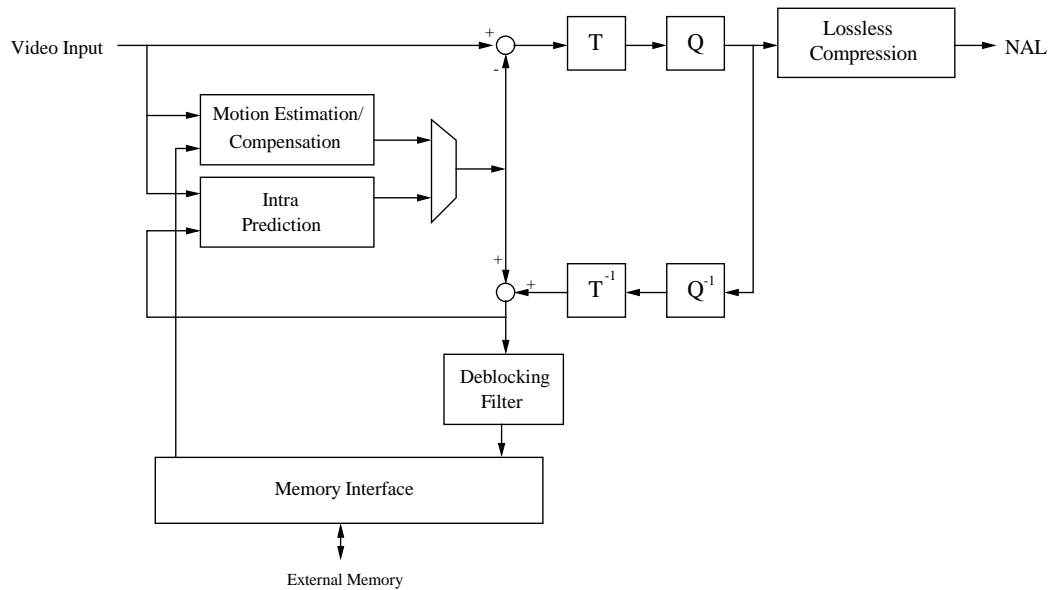 Video Input
+
-
T
Q
Lossless
Compression
NAL
Motion Estimation/
Compensation
Intra
Prediction
+
+
T-1
Q-1
Deblocking
Filter
Memory Interface
External Memory